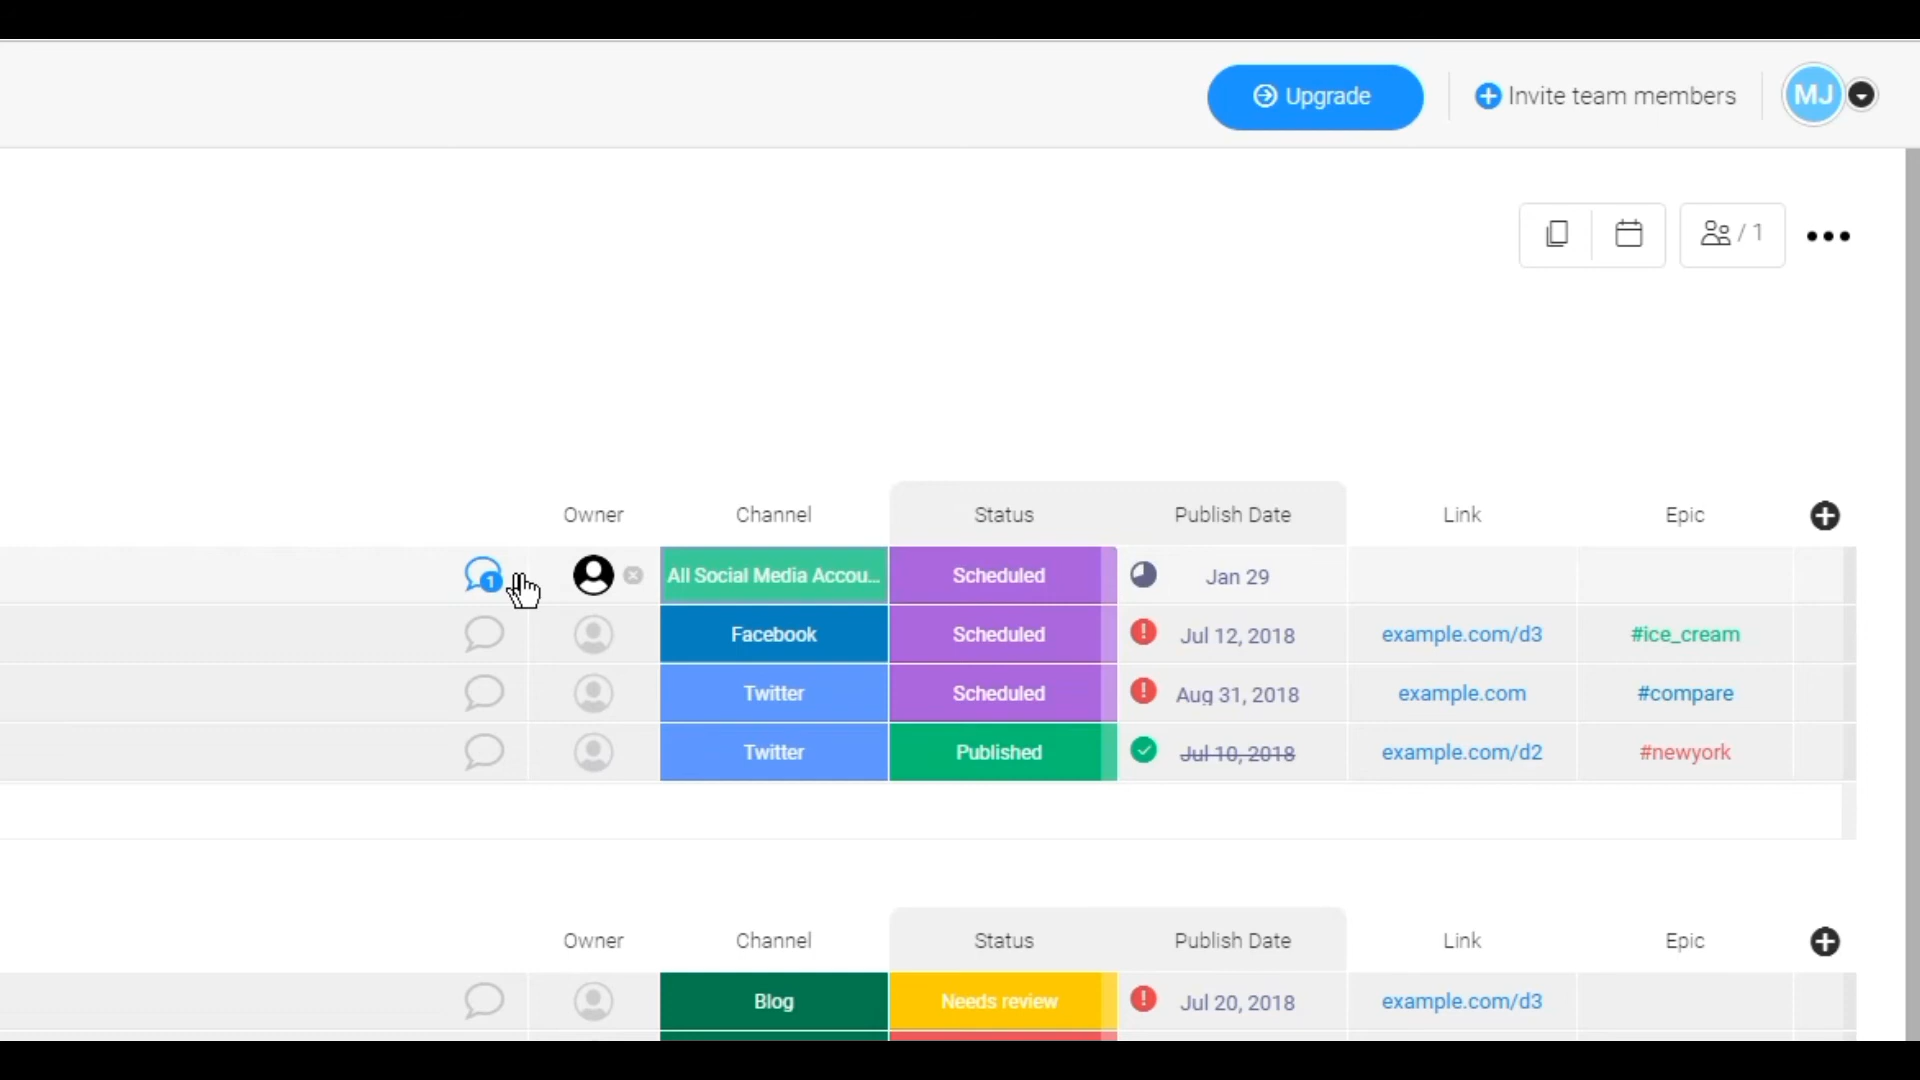 Upgrade Invite team members MJ
/ 1
Owner Channel Status Publish Date Link Epic
1 All Social Media Accou... Scheduled Jan 29
Facebook Scheduled ! Jul 12, 2018 example.com/d3 #ice_cream
Twitter Scheduled ! Aug 31, 2018 example.com #compare
Twitter Published Jul 10, 2018 example.com/d2 #newyork
Owner Channel Status Publish Date Link Epic
Blog Needs review ! Jul 20, 2018 example.com/d3